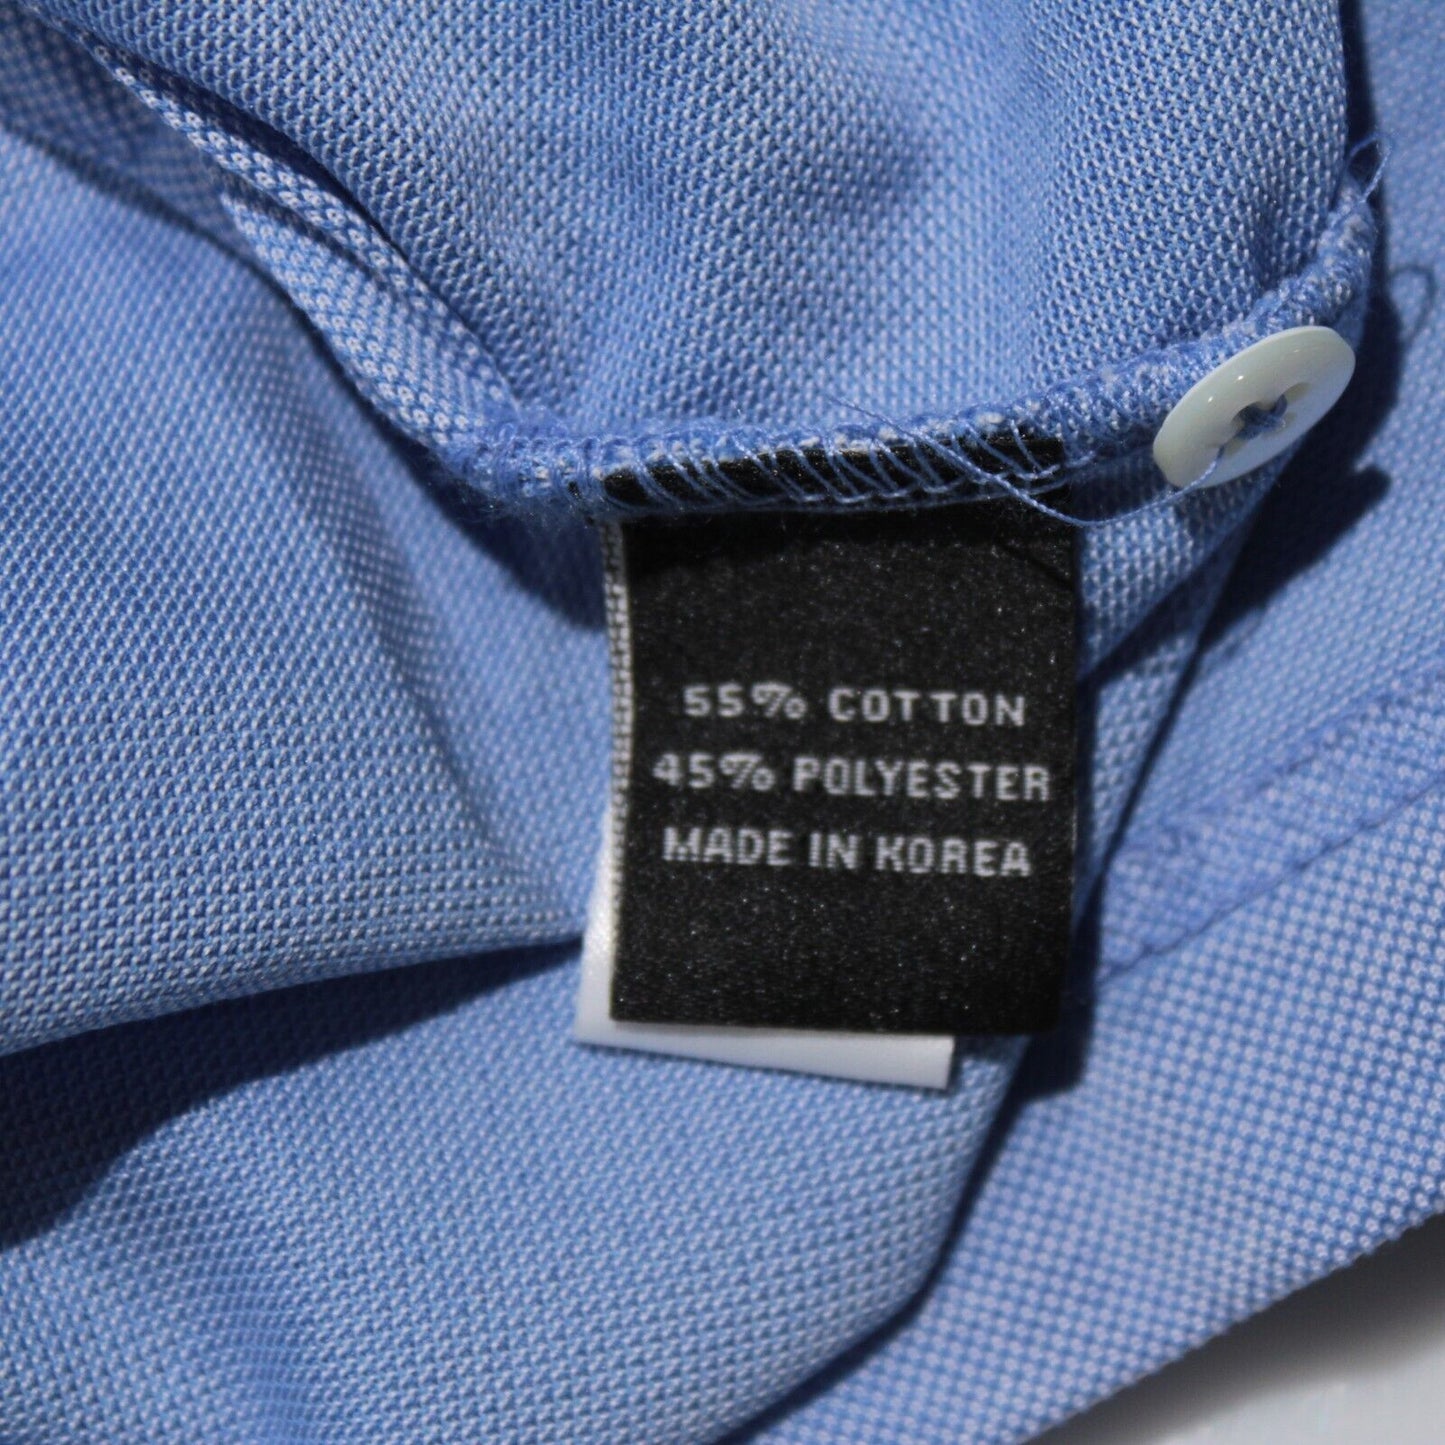 55% COTTON
45% POLYESTER
MADE IN KOREA